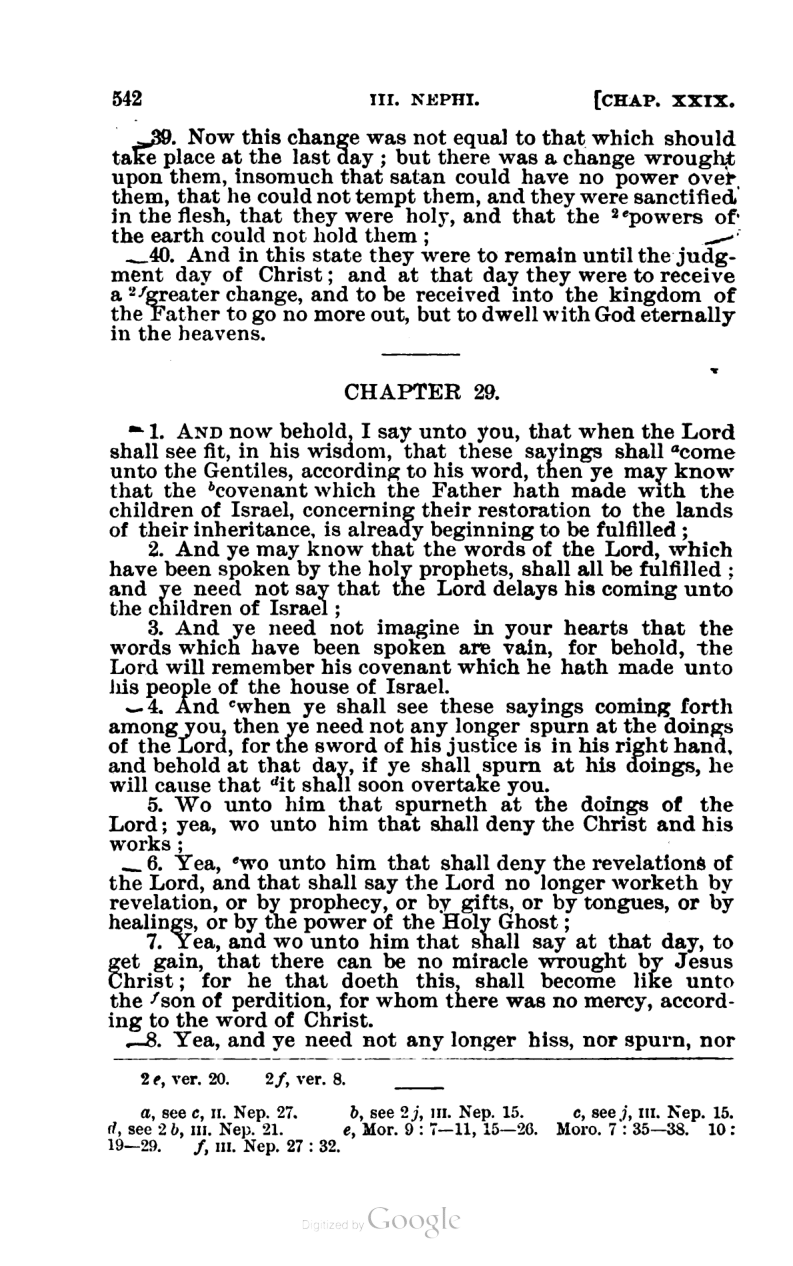 542 III. NEPHI. [CHAP. XXIX.
39. Now this change was not equal to that which should
take place at the last day ; but there was a change wrought
upon them, insomuch that satan could have no power over
them, that he could not tempt them, and they were sanctified
in the flesh, that they were holy, and that the 2epowers of
the earth could not hold them ;
40. And in this state they were to remain until the judg-
ment day of Christ ; and at that day they were to receive
a 2fgreater change, and to be received into the kingdom of
the Father to go no more out, but to dwell with God eternally
in the heavens.
CHAPTER 29.
1. AND now behold, I say unto you, that when the Lord
shall see fit, in his wisdom, that these sayings shall acome
unto the Gentiles, according to his word, then ye may know
that the bcovenant which the Father hath made with the
children of Israel, concerning their restoration to the lands
of their inheritance, is already beginning to be fulfilled ;
2. And ye may know that the words of the Lord, which
have been spoken by the holy prophets, shall all be fulfilled ;
and ye need not say that the Lord delays his coming unto
the children of Israel ;
3. And ye need not imagine in your hearts that the
words which have been spoken are vain, for behold, the
Lord will remember his covenant which he hath made unto
his people of the house of Israel.
4. And cwhen ye shall see these sayings coming forth
among you, then ye need not any longer spurn at the doings
of the Lord, for the sword of his justice is in his right hand,
and behold at that day, if ye shall spurn at his doings, he
will cause that dit shall soon overtake you.
5. Wo unto him that spurneth at the doings of the
Lord ; yea, wo unto him that shall deny the Christ and his
works ;
6. Yea, ewo unto him that shall deny the revelations of
the Lord, and that shall say the Lord no longer worketh by
revelation, or by prophecy, or by gifts, or by tongues, or by
healings, or by the power of the Holy Ghost ;
7. Yea, and wo unto him that shall say at that day, to
get gain, that there can be no miracle wrought by Jesus
Christ ; for he that doeth this, shall become like unto
the fson of perdition, for whom there was no mercy, accord-
ing to the word of Christ.
8. Yea, and ye need not any longer hiss, nor spurn, nor
2e, ver. 20. 2f, ver. 8.
a, see c, II. Nep. 27. b, see 2j, III. Nep. 15. c, see j, III. Nep. 15.
d, see 2b, III. Nep. 21. e, Mor. 9 : 7—11, 15—26. Moro. 7 : 35—38. 10 :
19—29. f, III. Nep. 27 : 32.
Digitized by Google